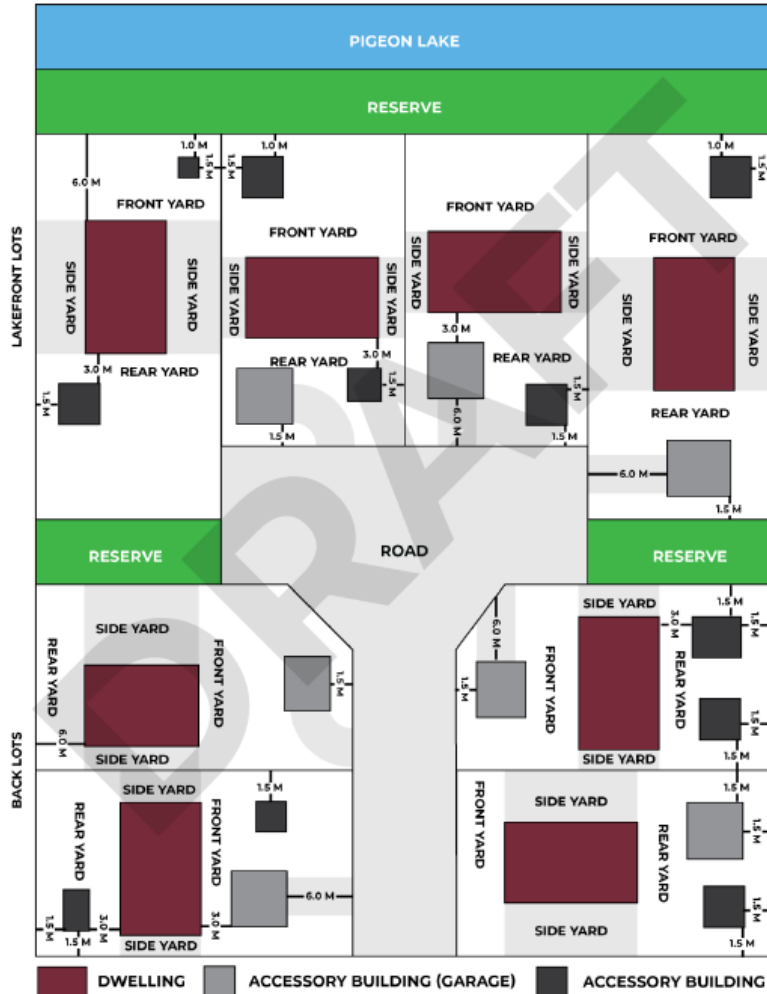 PIGEON LAKE
RESERVE
LAKEFRONT LOTS
1.0 M
1.5 M
1.5 M
1.0 M
1.0 M
1.5 M
6.0 M
FRONT YARD
FRONT YARD
FRONT YARD
FRONT YARD
SIDE YARD
SIDE YARD
SIDE YARD
SIDE YARD
SIDE YARD
SIDE YARD
SIDE YARD
SIDE YARD
3.0 M
REAR YARD
1.5 M
REAR YARD
3.0 M
1.5 M
1.5 M
3.0 M
REAR YARD
6.0 M
1.5 M
1.5 M
REAR YARD
6.0 M
1.5 M
RESERVE
ROAD
RESERVE
BACK LOTS
SIDE YARD
REAR YARD
FRONT YARD
6.0 M
SIDE YARD
1.5 M
6.0 M
1.5 M
FRONT YARD
SIDE YARD
3.0 M
REAR YARD
SIDE YARD
1.5 M
1.5 M
1.5 M
1.5 M
SIDE YARD
REAR YARD
FRONT YARD
1.5 M
6.0 M
1.5 M
1.5 M
3.0 M
3.0 M
SIDE YARD
FRONT YARD
SIDE YARD
REAR YARD
1.5 M
1.5 M
1.5 M
1.5 M
SIDE YARD
DWELLING
ACCESSORY BUILDING (GARAGE)
ACCESSORY BUILDING
DRAFT